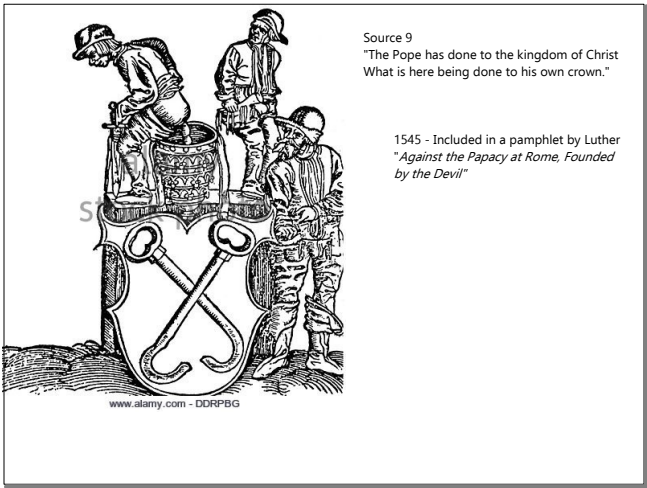 Source 9
"The Pope has done to the kingdom of Christ
What is here being done to his own crown."
1545 - Included in a pamphlet by Luther
"Against the Papacy at Rome, Founded
by the Devil"
www.alamy.com - DDRPBG